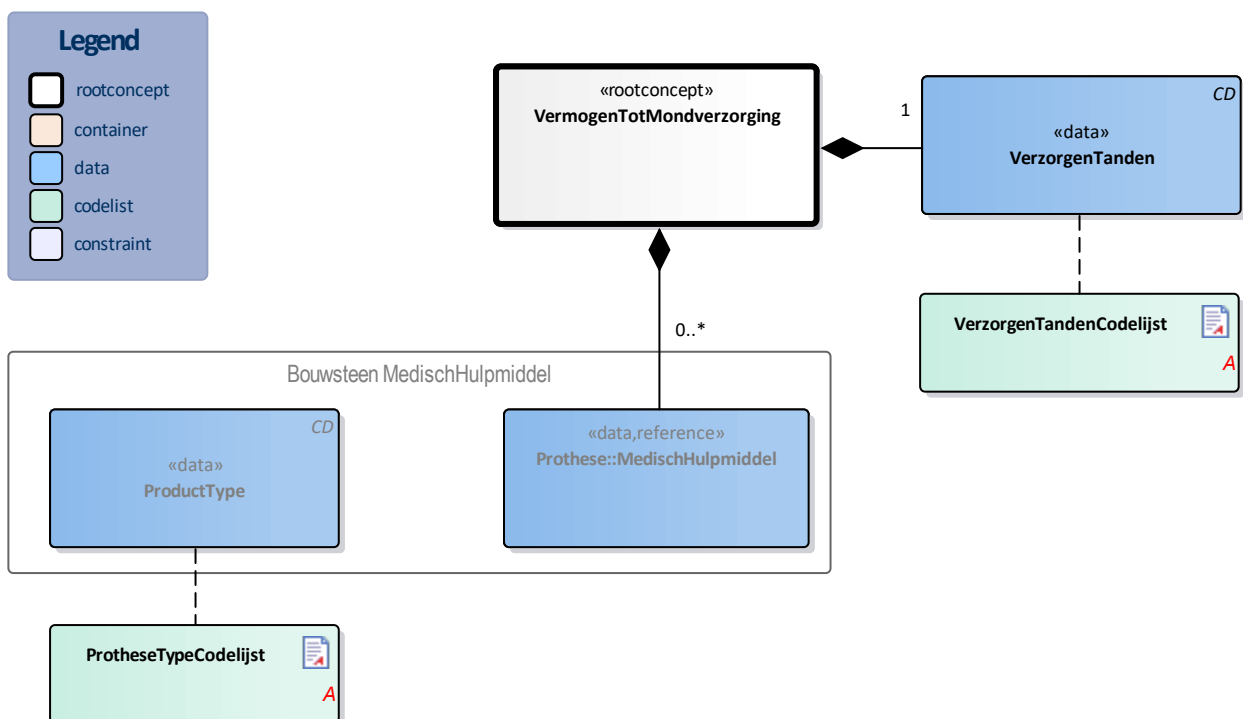 Legend
rootconcept
container
data
codelist
constraint
«rootconcept»
VermogenTotMondverzorging
1
CD
«data»
VerzorgenTanden
VerzorgenTandenCodelijst
A
0..*
Bouwsteen MedischHulpmiddel
CD
«data»
ProductType
«data,reference»
Prothese::MedischHulpmiddel
ProtheseTypeCodelijst
A